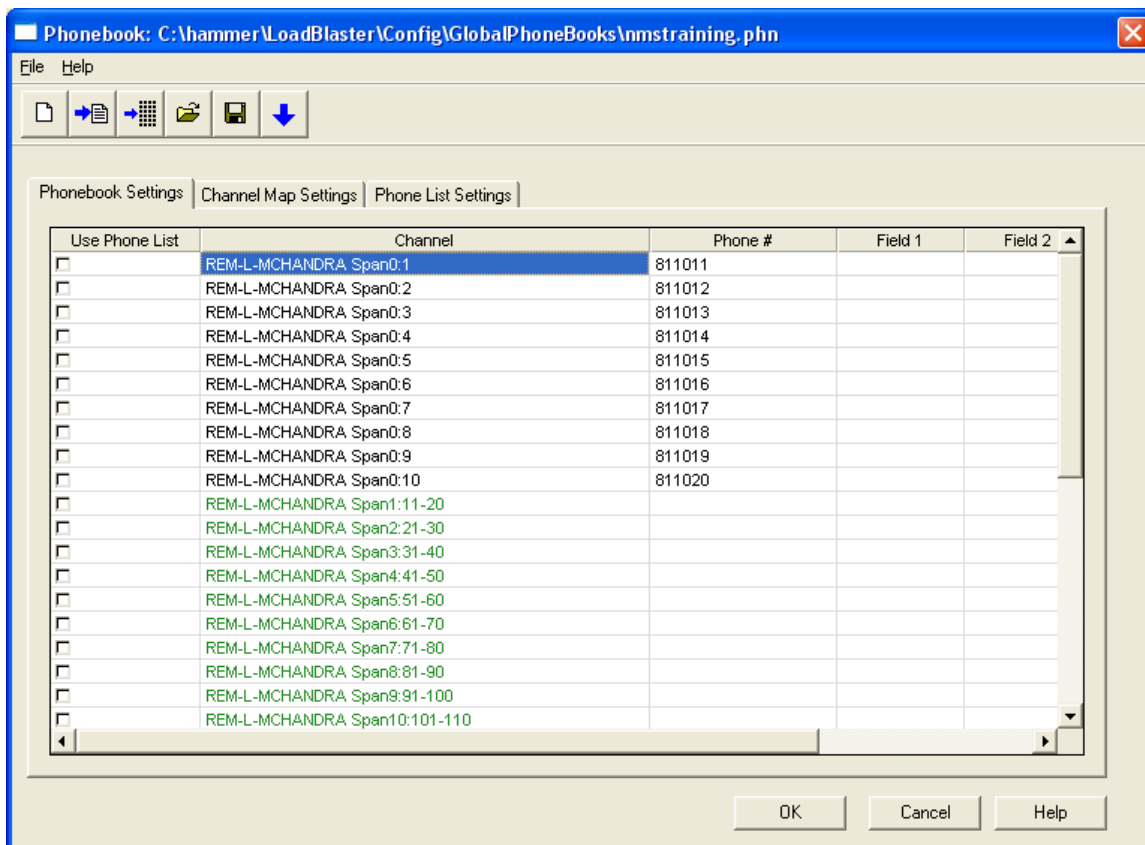 Phonebook: C:\hammer\LoadBlaster\Config\GlobalPhoneBooks\nmstraining.phn
File Help
Phonebook Settings Channel Map Settings Phone List Settings
Use Phone List Channel Phone # Field 1 Field 2
REM-L-MCHANDRA Span0:1 811011
REM-L-MCHANDRA Span0:2 811012
REM-L-MCHANDRA Span0:3 811013
REM-L-MCHANDRA Span0:4 811014
REM-L-MCHANDRA Span0:5 811015
REM-L-MCHANDRA Span0:6 811016
REM-L-MCHANDRA Span0:7 811017
REM-L-MCHANDRA Span0:8 811018
REM-L-MCHANDRA Span0:9 811019
REM-L-MCHANDRA Span0:10 811020
REM-L-MCHANDRA Span1:11-20
REM-L-MCHANDRA Span2:21-30
REM-L-MCHANDRA Span3:31-40
REM-L-MCHANDRA Span4:41-50
REM-L-MCHANDRA Span5:51-60
REM-L-MCHANDRA Span6:61-70
REM-L-MCHANDRA Span7:71-80
REM-L-MCHANDRA Span8:81-90
REM-L-MCHANDRA Span9:91-100
REM-L-MCHANDRA Span10:101-110
OK Cancel Help